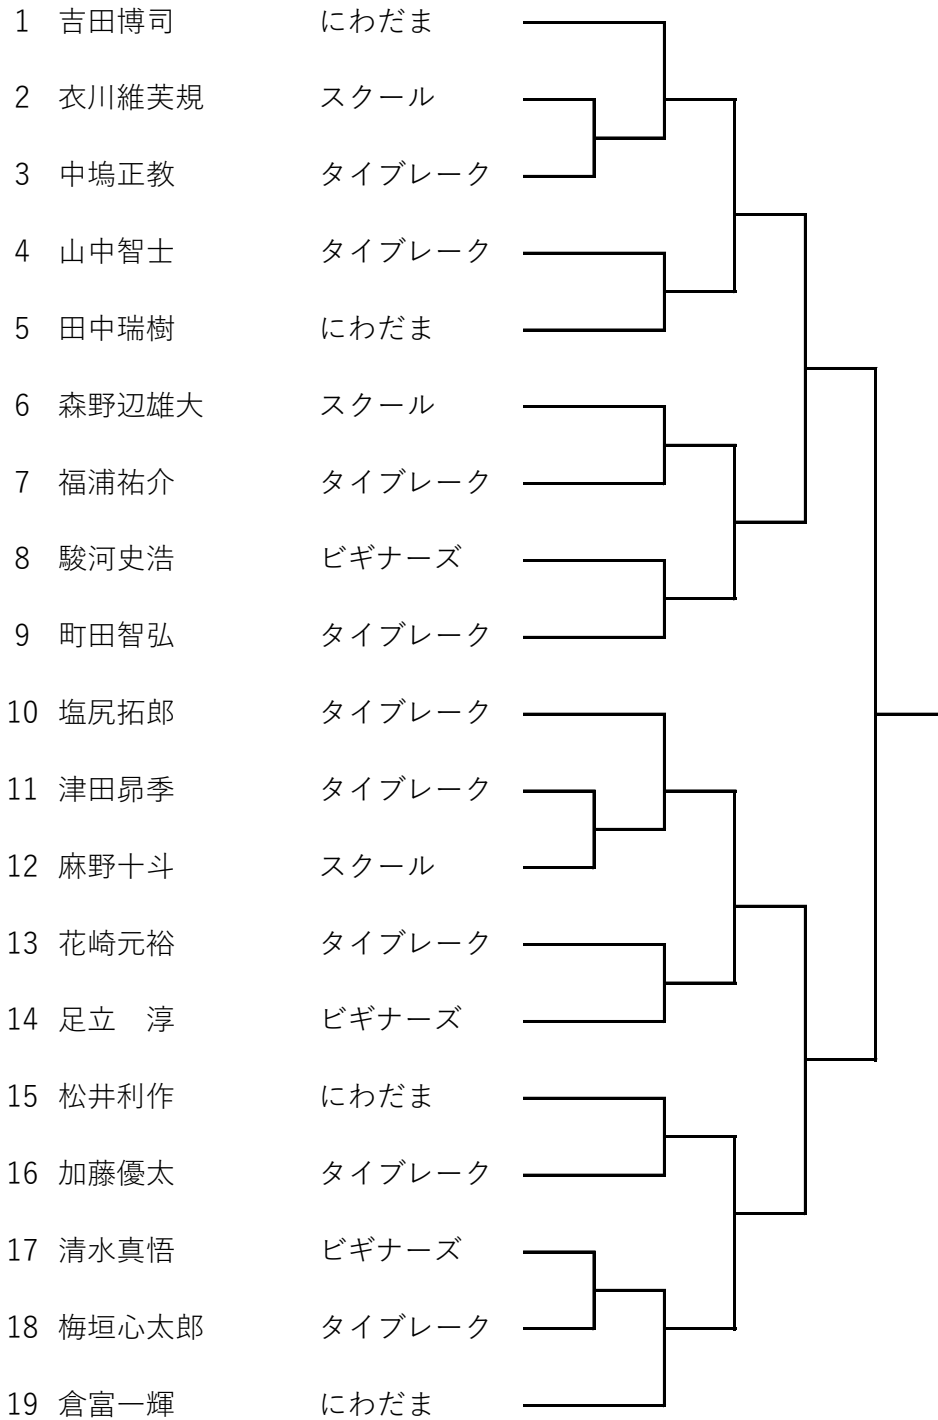 1 吉田博司 にわだま
2 衣川維芙規 スクール
3 中塢正教 タイブレーク
4 山中智士 タイブレーク
5 田中瑞樹 にわだま
6 森野辺雄大 スクール
7 福浦祐介 タイブレーク
8 駿河史浩 ビギナーズ
9 町田智弘 タイブレーク
10 塩尻拓郎 タイブレーク
11 津田昴季 タイブレーク
12 麻野十斗 スクール
13 花崎元裕 タイブレーク
14 足立　淳 ビギナーズ
15 松井利作 にわだま
16 加藤優太 タイブレーク
17 清水真悟 ビギナーズ
18 梅垣心太郎 タイブレーク
19 倉富一輝 にわだま